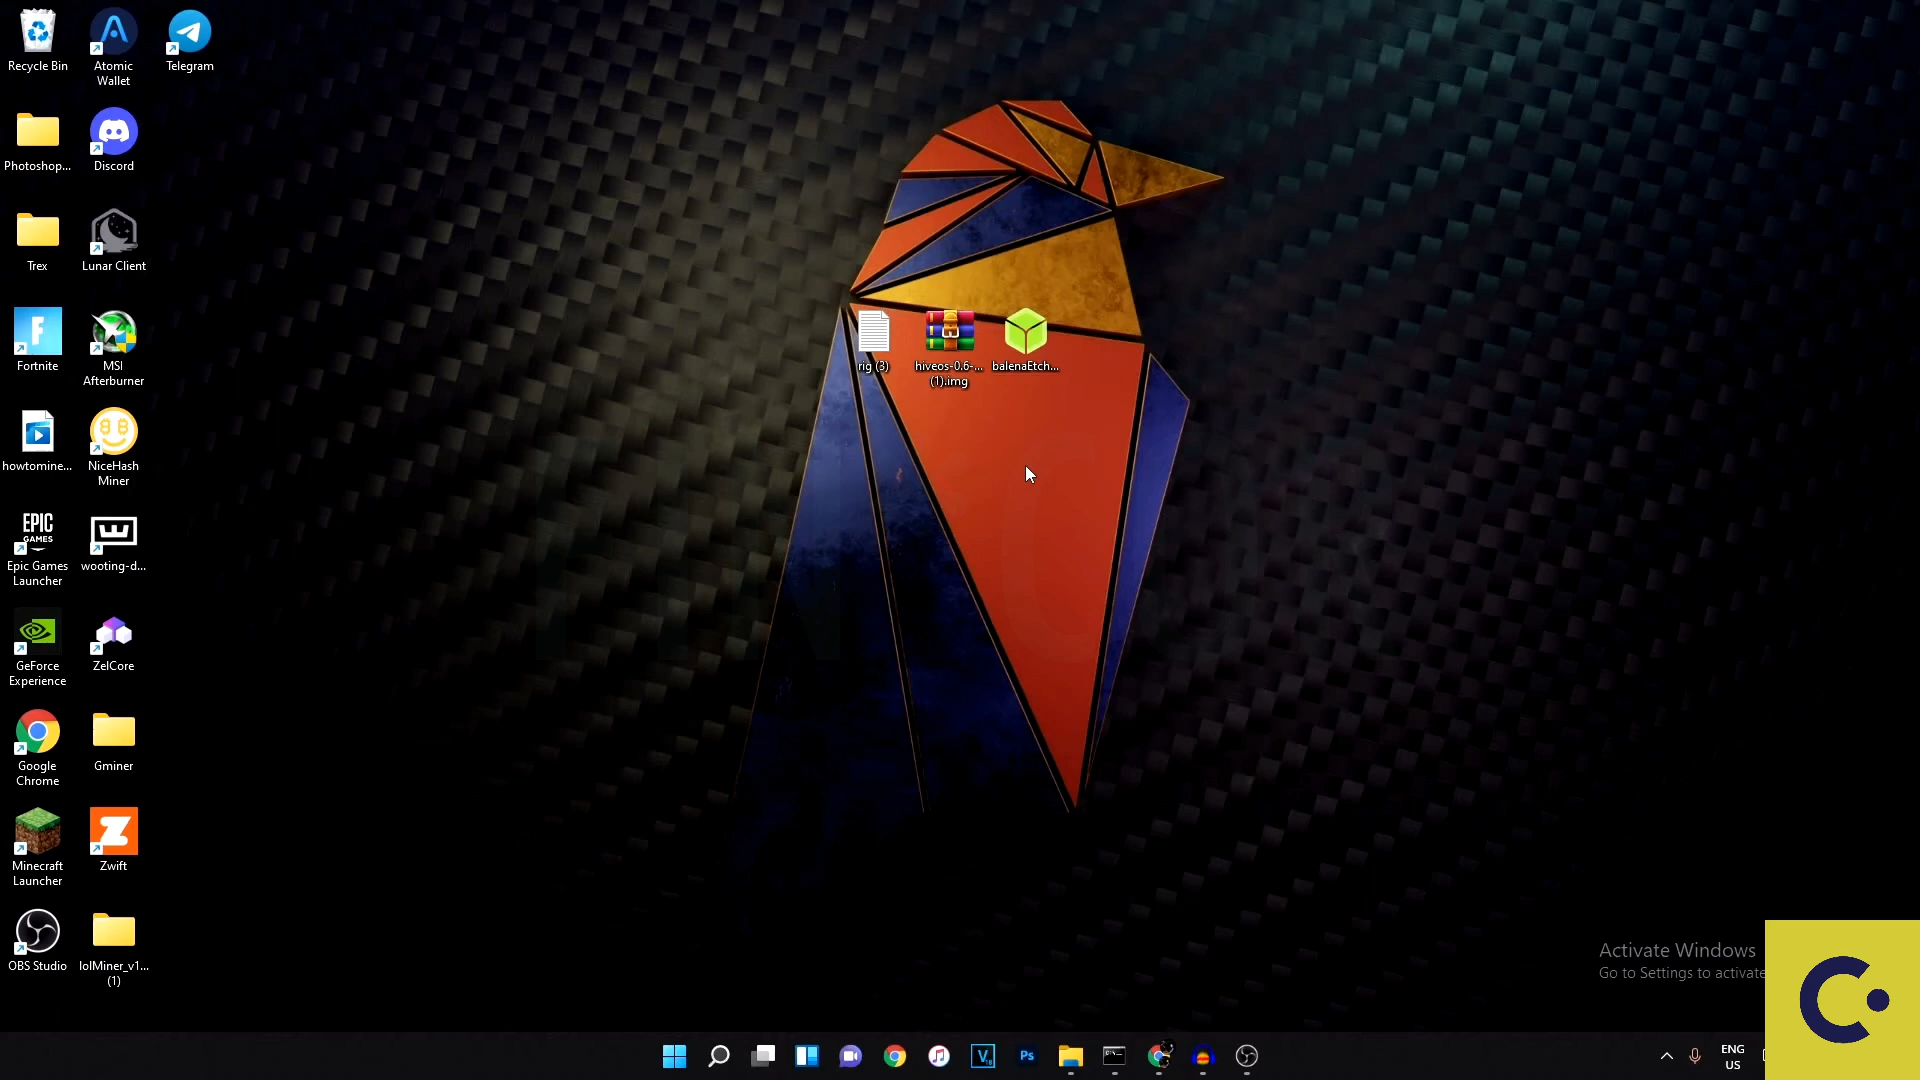 Recycle Bin
Atomic
Wallet
Telegram
Photoshop...
Discord
Trex
Lunar Client
Fortnite
MSI
Afterburner
rig (3)
hiveos-0.6-...
(1).img
balenaEtch...
howtomine...
NiceHash
Miner
EPIC
GAMES
Epic Games
Launcher
wooting-d...
GeForce
Experience
ZelCore
Google
Chrome
Gminer
Minecraft
Launcher
Zwift
OBS Studio
lolMiner_v1...
(1)
Activate Windows
Go to Settings to activate
Ps
ENG
US